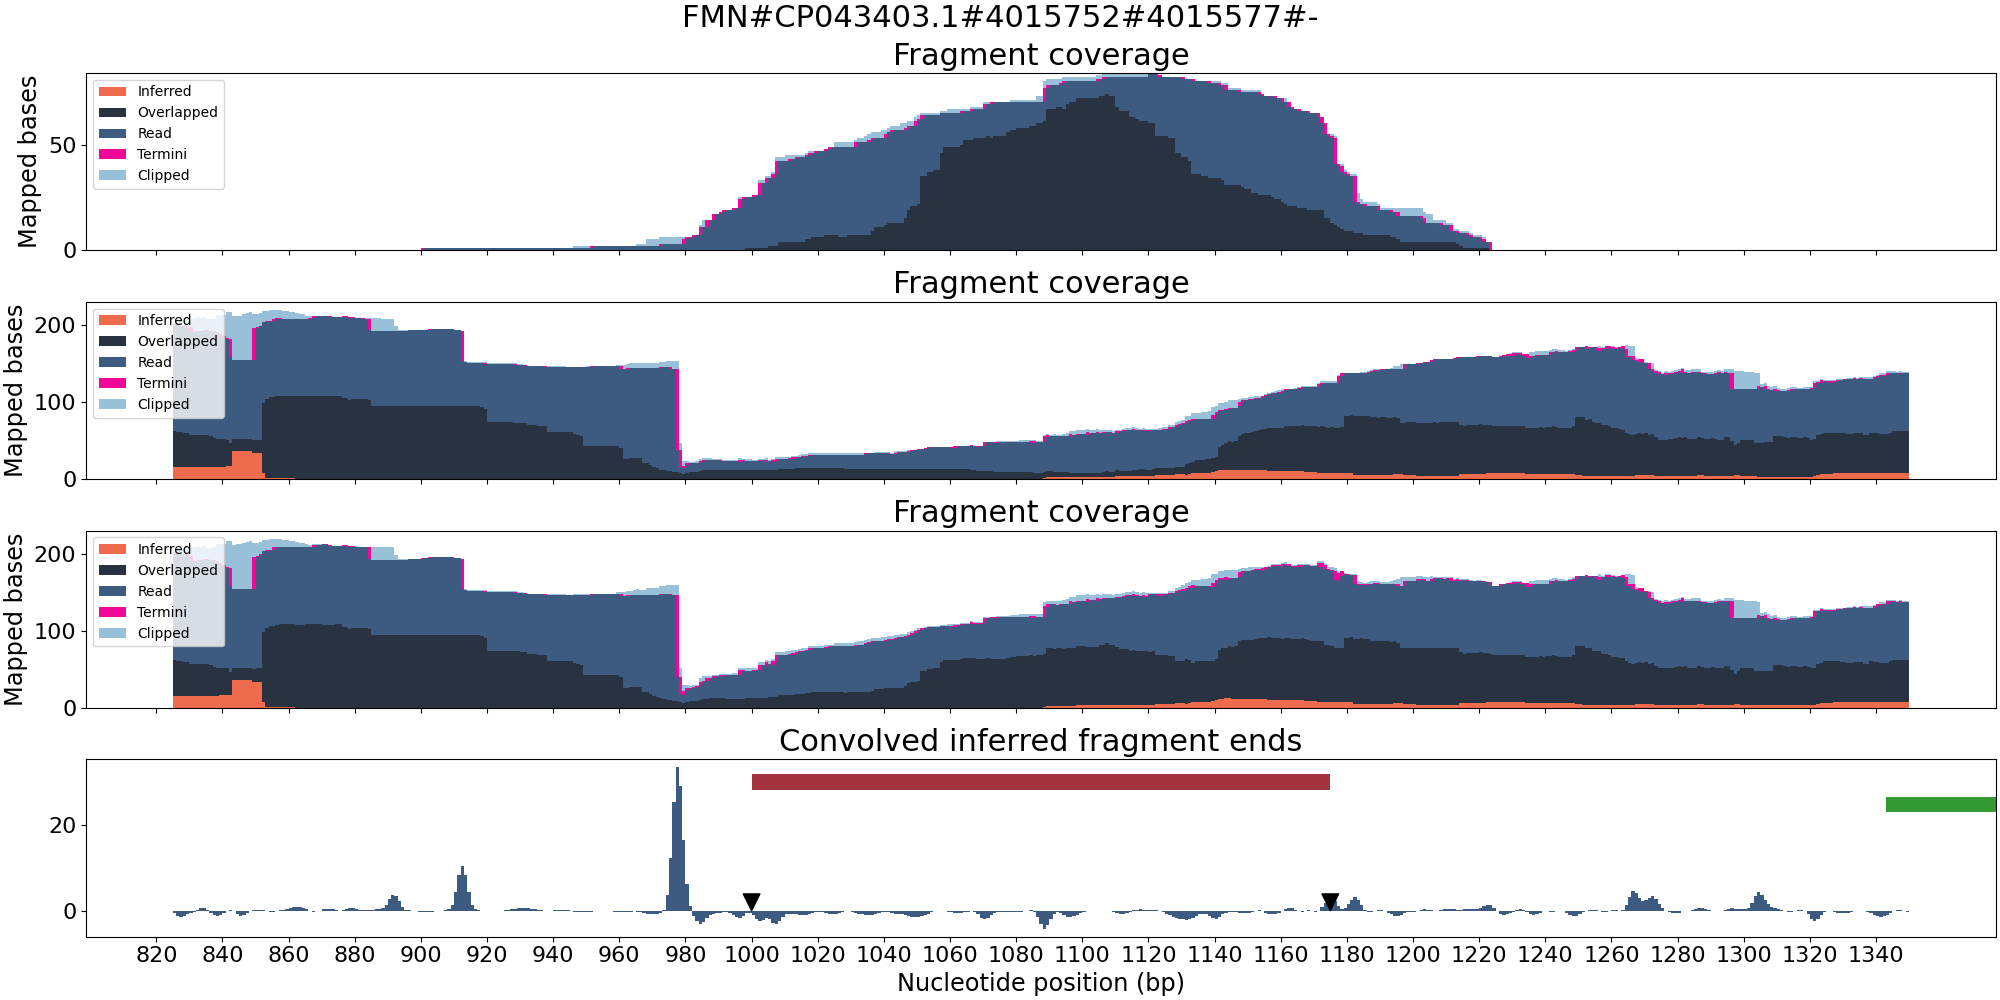 FMN#CP043403.1#4015752#4015577#-
Fragment coverage
Mapped bases
50
0
Inferred
Overlapped
Read
Termini
Clipped
Fragment coverage
Mapped bases
200
100
0
Inferred
Overlapped
Read
Termini
Clipped
Fragment coverage
Mapped bases
200
100
0
Inferred
Overlapped
Read
Termini
Clipped
Convolved inferred fragment ends
20
0
820 840 860 880 900 920 940 960 980 1000 1020 1040 1060 1080 1100 1120 1140 1160 1180 1200 1220 1240 1260 1280 1300 1320 1340
Nucleotide position (bp)